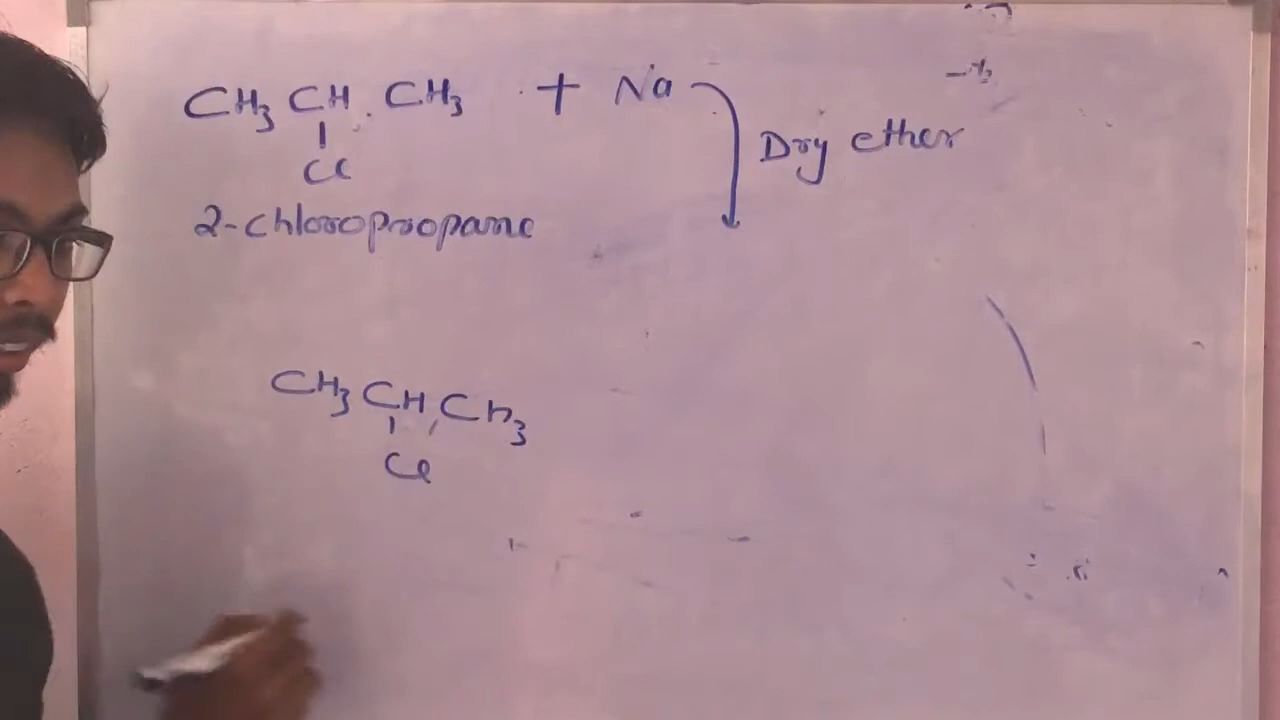 CH3 CH . CH3 + Na
Dry ether
|
Cl
2-chloropropane
CH3 CH CH3
|
Cl